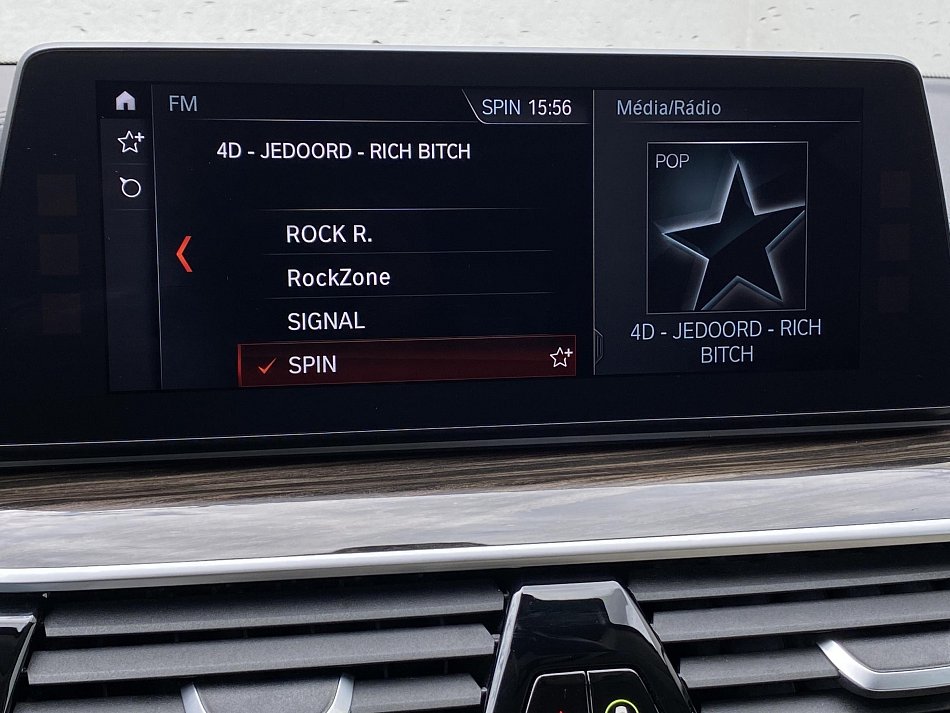 FM
SPIN 15:56
4D - JEDOORD - RICH BITCH
ROCK R.
RockZone
SIGNAL
SPIN
Média/Rádio
POP
4D - JEDOORD - RICH
BITCH